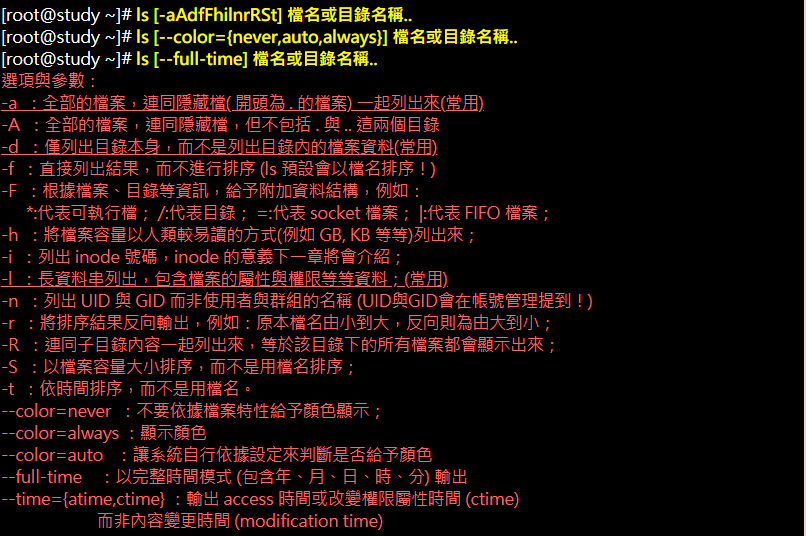 [root@study ~]# ls [-aAdfFhilnrRSt] 檔名或目錄名稱..
[root@study ~]# ls [--color={never,auto,always}] 檔名或目錄名稱..
[root@study ~]# ls [--full-time] 檔名或目錄名稱..
選項與參數：
-a ：全部的檔案，連同隱藏檔( 開頭為 . 的檔案) 一起列出來(常用)
-A ：全部的檔案，連同隱藏檔，但不包括 . 與 .. 這兩個目錄
-d ：僅列出目錄本身，而不是列出目錄內的檔案資料(常用)
-f ：直接列出結果，而不進行排序 (ls 預設會以檔名排序！)
-F ：根據檔案、目錄等資訊，給予附加資料結構，例如：
*:代表可執行檔； /:代表目錄； =:代表 socket 檔案； |:代表 FIFO 檔案；
-h ：將檔案容量以人類較易讀的方式(例如 GB, KB 等等)列出來；
-i ：列出 inode 號碼，inode 的意義下一章將會介紹；
-l ：長資料串列出，包含檔案的屬性與權限等等資料；(常用)
-n ：列出 UID 與 GID 而非使用者與群組的名稱 (UID與GID會在帳號管理提到！)
-r ：將排序結果反向輸出，例如：原本檔名由小到大，反向則為由大到小；
-R ：連同子目錄內容一起列出來，等於該目錄下的所有檔案都會顯示出來；
-S ：以檔案容量大小排序，而不是用檔名排序；
-t ：依時間排序，而不是用檔名。
--color=never ：不要依據檔案特性給予顏色顯示；
--color=always ：顯示顏色
--color=auto ：讓系統自行依據設定來判斷是否給予顏色
--full-time ：以完整時間模式 (包含年、月、日、時、分) 輸出
--time={atime,ctime} ：輸出 access 時間或改變權限屬性時間 (ctime)
而非內容變更時間 (modification time)